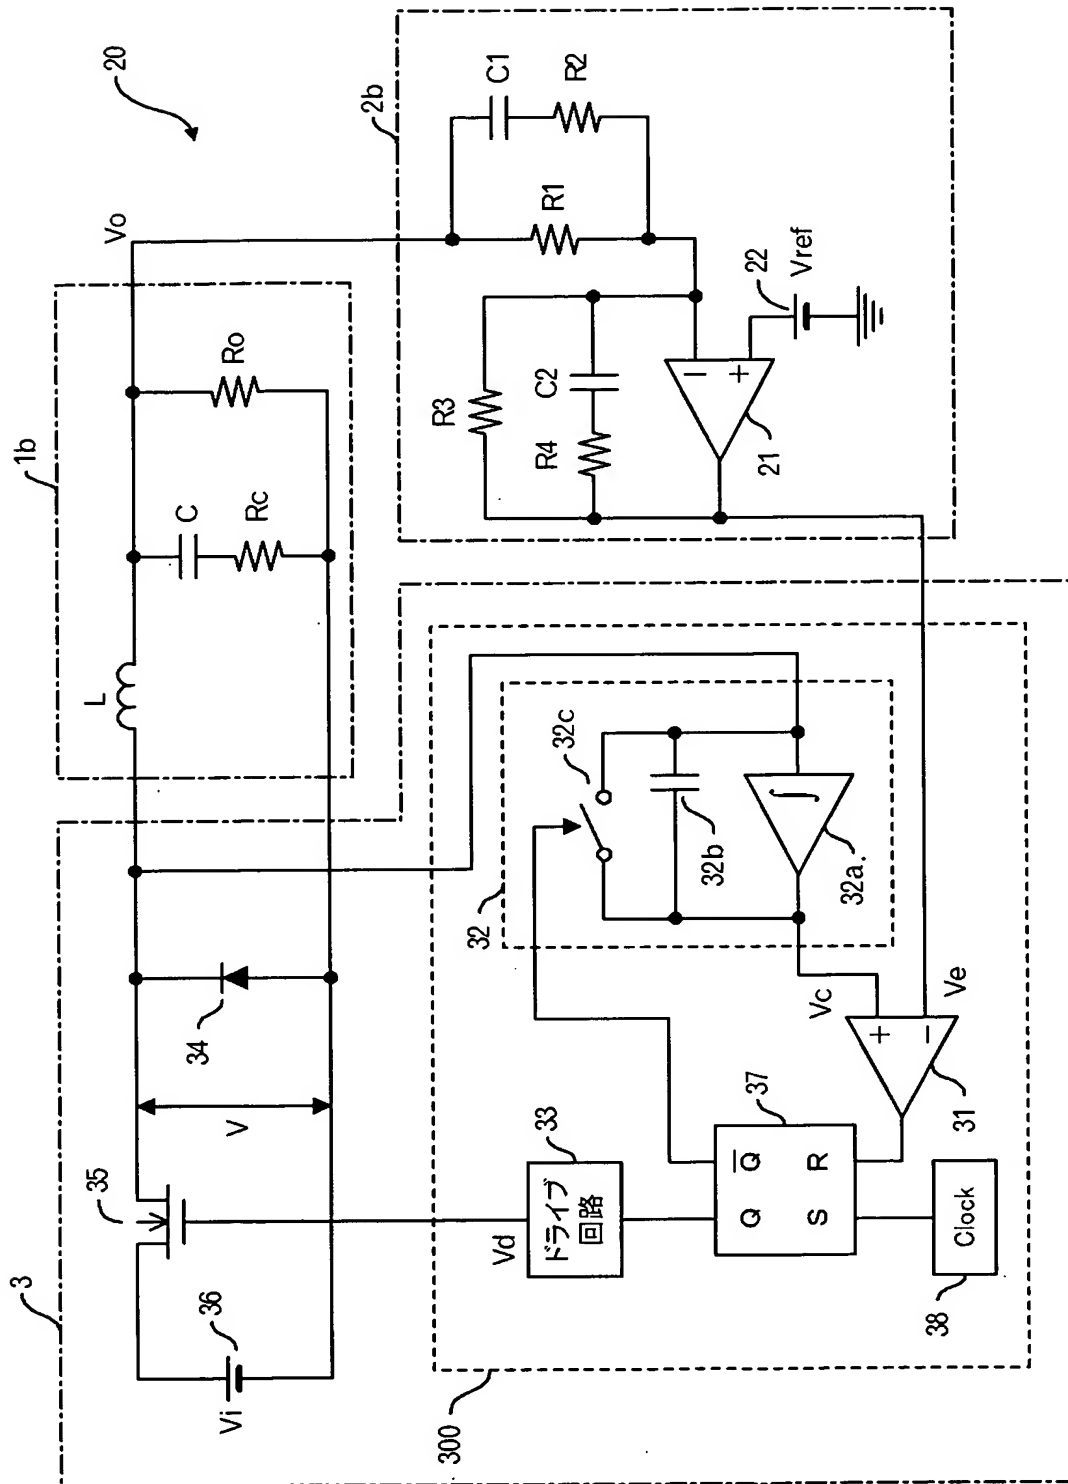 20
Vo
1b
L
C
Rc
Ro
2b
C1
R2
R1
R3
R4
C2
22
Vref
−
+
21
3
35
36
Vi
V
34
32
32c
32b
∫
32a
Vc
Ve
+
−
31
37
Q
Q̅
S
R
33
ドライブ
回路
Vd
Clock
38
300